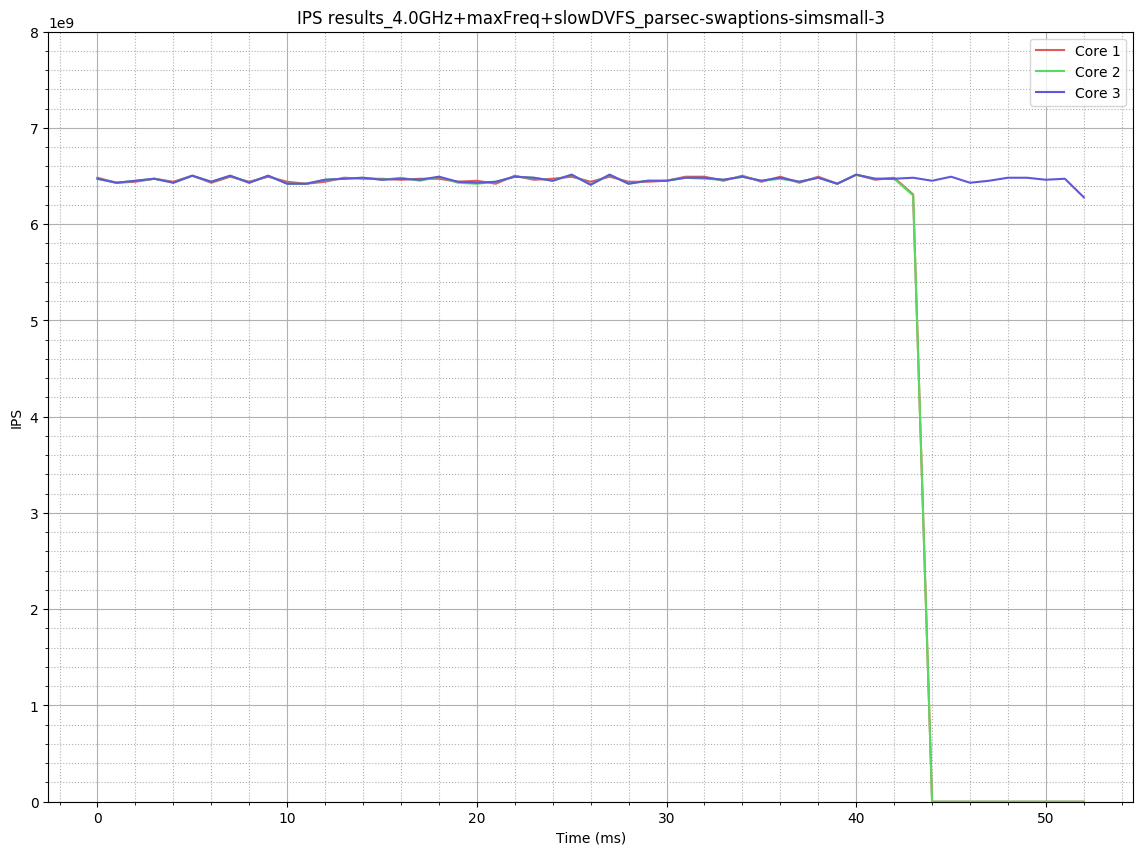 IPS results_4.0GHz+maxFreq+slowDVFS_parsec-swaptions-simsmall-3
1e9
8
7
6
5
4
3
2
1
0
IPS
0 10 20 30 40 50
Time (ms)
Core 1
Core 2
Core 3